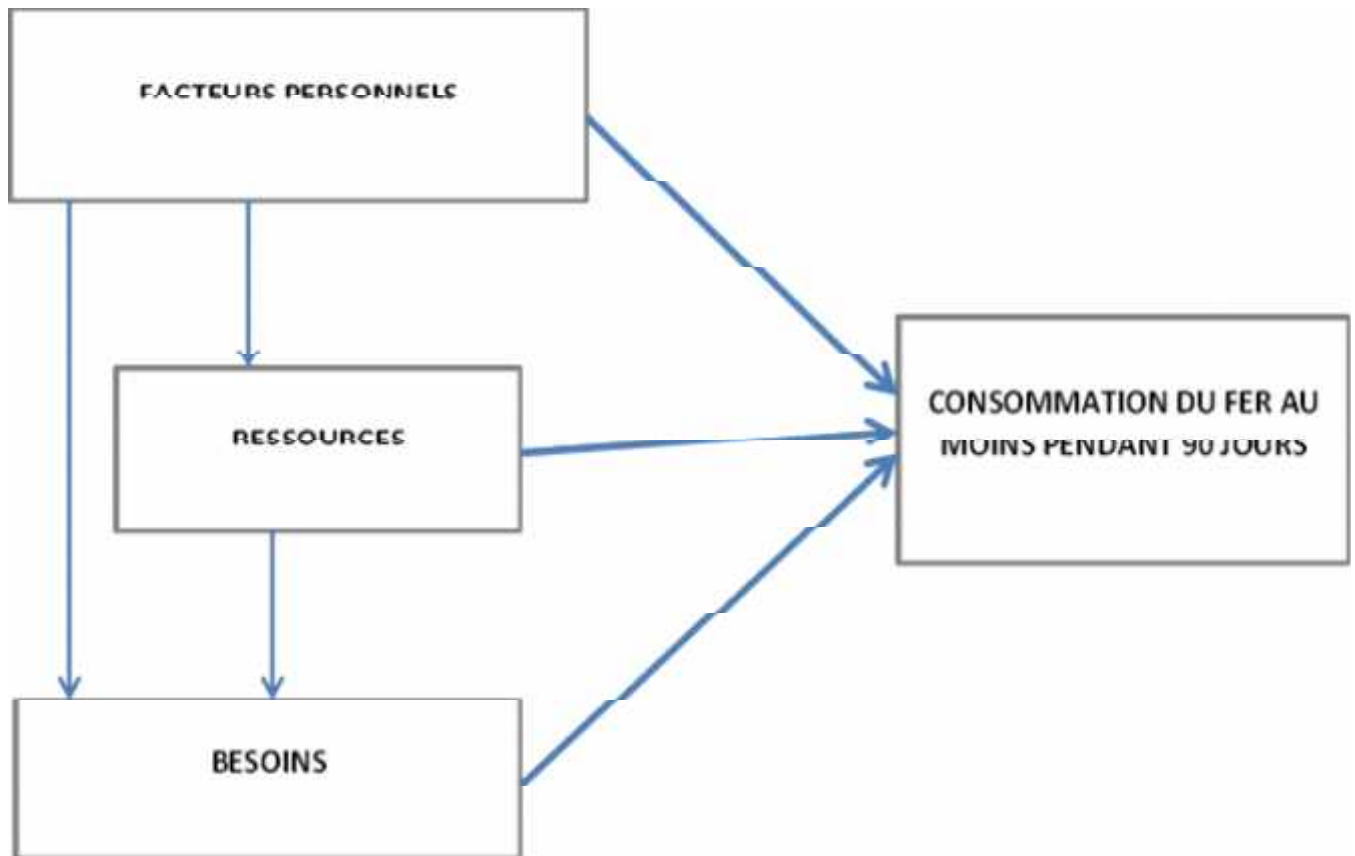 FACTEURS PERSONNELS
RESSOURCES
CONSOMMATION DU FER AU
MOINS PENDANT 90 JOURS
BESOINS